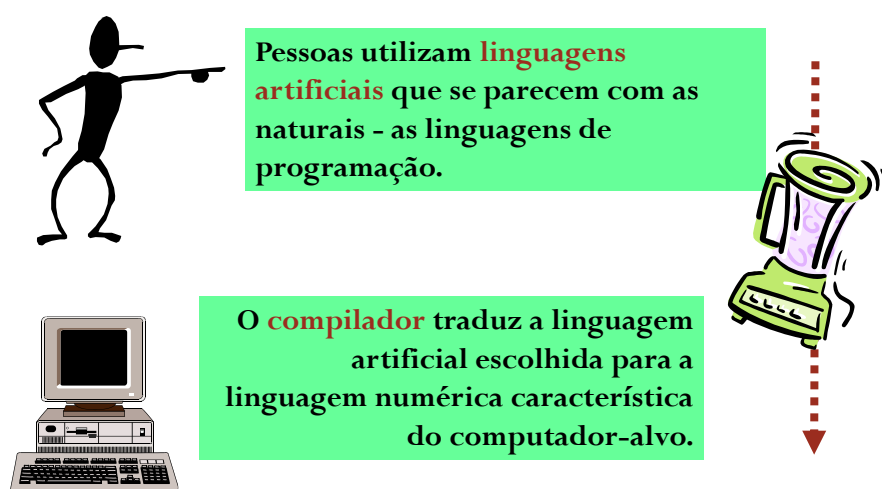 Pessoas utilizam linguagens
artificiais que se parecem com as
naturais - as linguagens de
programação.
O compilador traduz a linguagem
artificial escolhida para a
linguagem numérica característica
do computador-alvo.